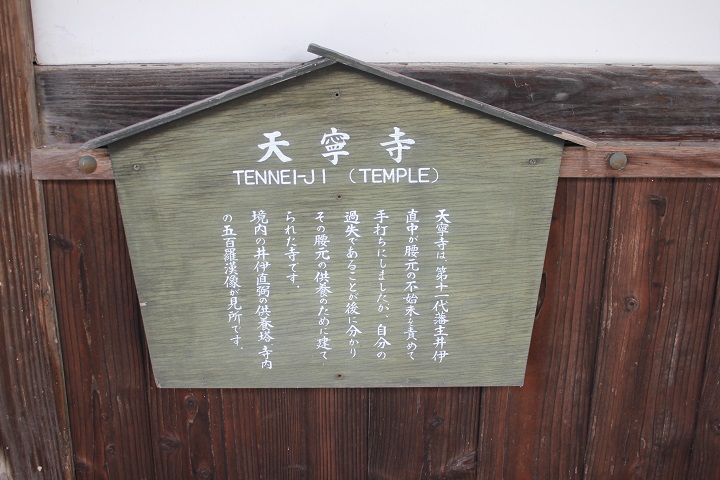 天寧寺
TENNEI-JI (TEMPLE)
天寧寺は、第十一代藩主井伊
直中が腰元の不始末を責めて
手打ちにしましたが、自分の
過失であることが後に分かり
その腰元の供養のために建て
られた寺です。
境内の井伊直弼の供養塔、寺内
の五百羅漢像が見所です。